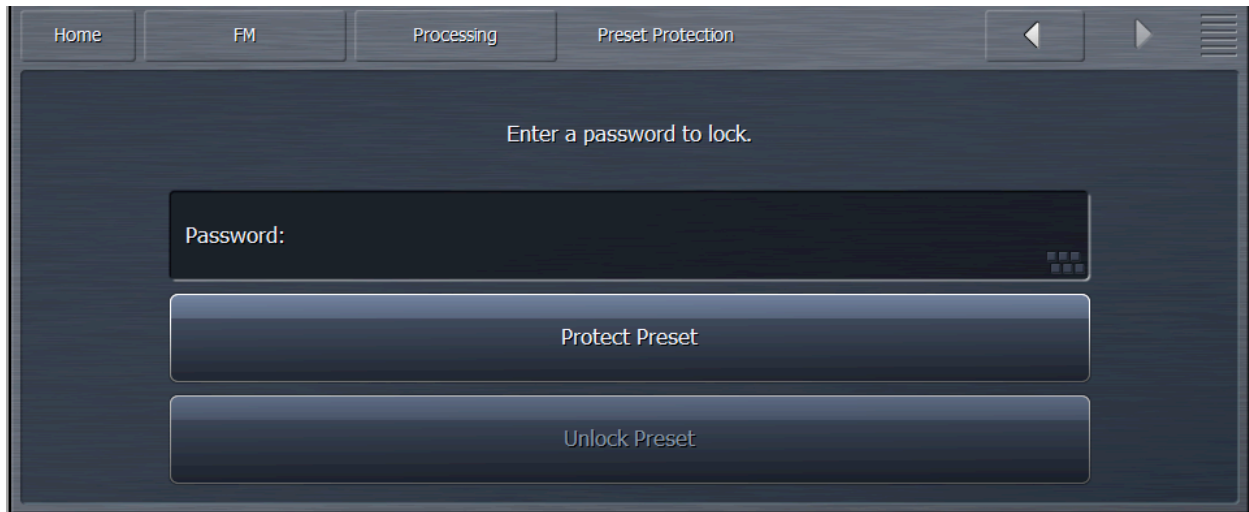 Home FM Processing Preset Protection
Enter a password to lock.
Password:
Protect Preset
Unlock Preset